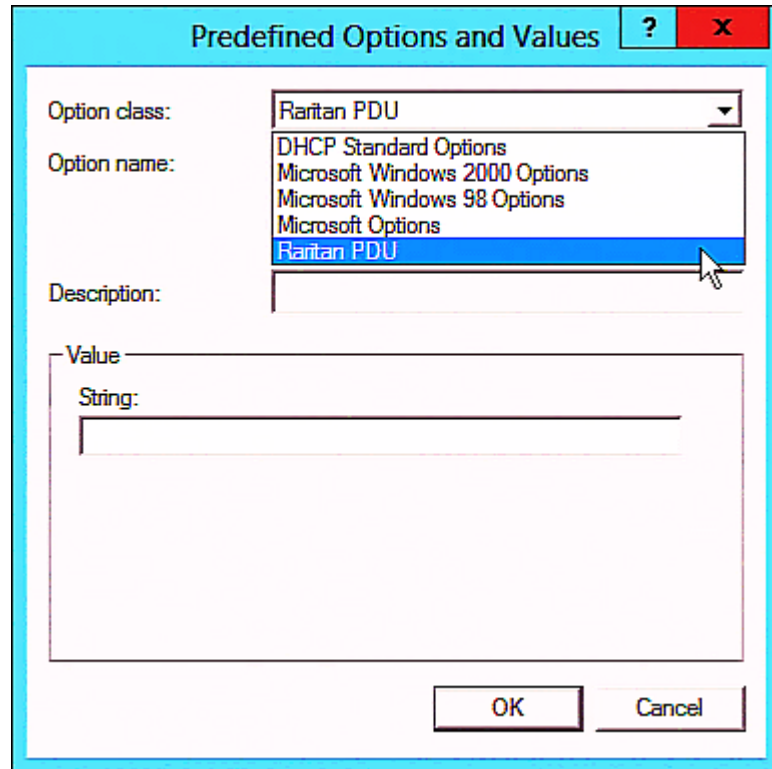 Predefined Options and Values ? x
Option class: Raritan PDU
Option name:
DHCP Standard Options
Microsoft Windows 2000 Options
Microsoft Windows 98 Options
Microsoft Options
Raritan PDU
Description:
Value
String:
OK Cancel